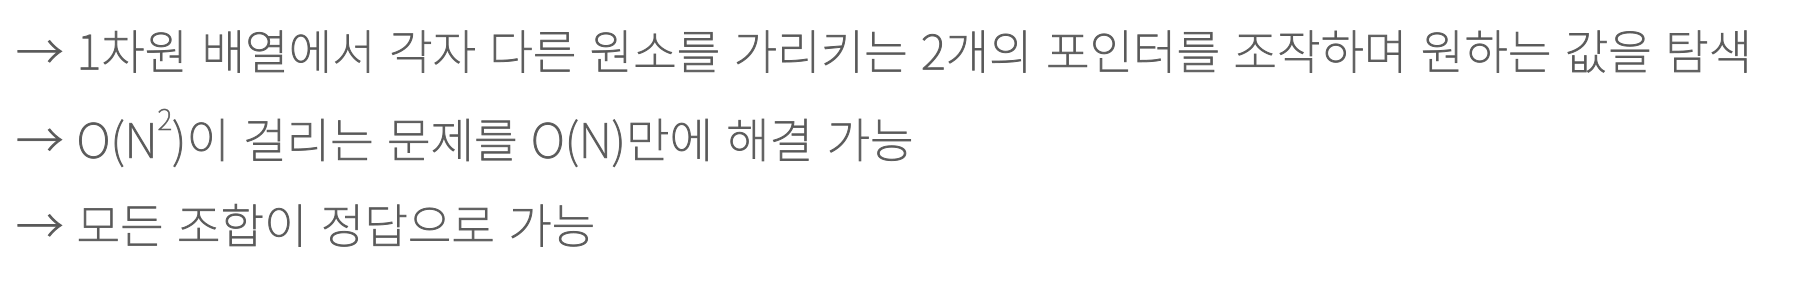 → 1차원 배열에서 각자 다른 원소를 가리키는 2개의 포인터를 조작하며 원하는 값을 탐색
→ O(N²)이 걸리는 문제를 O(N)만에 해결 가능
→ 모든 조합이 정답으로 가능